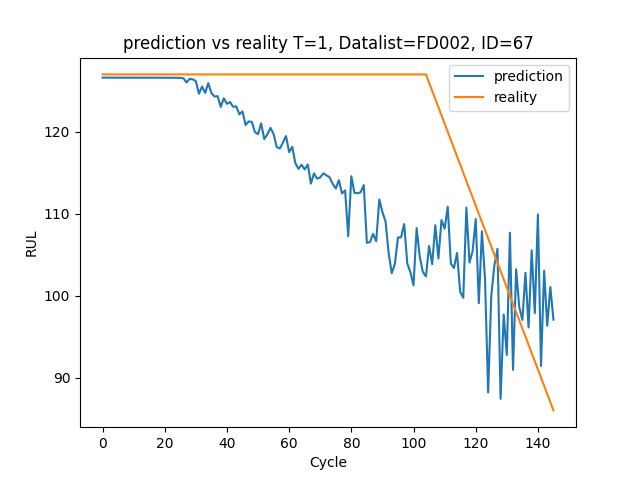 prediction vs reality T=1, Datalist=FD002, ID=67
prediction
reality
RUL
120
110
100
90
0 20 40 60 80 100 120 140
Cycle